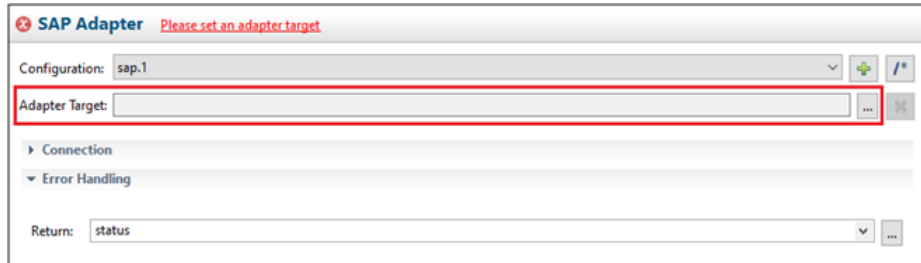 SAP Adapter Please set an adapter target
Configuration: sap.1 /*
Adapter Target: ...
Connection
Error Handling
Return: status ...